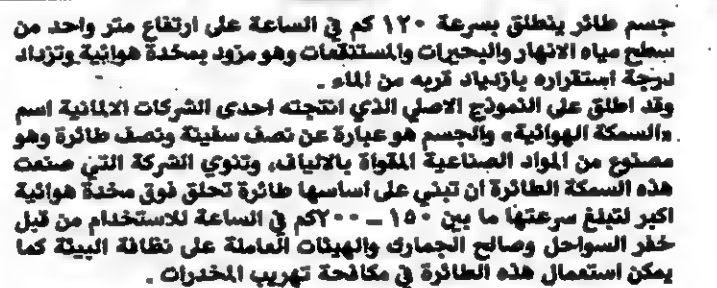 جسم طائر ينطلق بسرعة ١٢٠ كم في الساعة على ارتفاع متر واحد من
سطح مياه الانهار والبحيرات والمستنقعات وهو مزود بمخدة هوائية وتزداد
درجة استقراره بازدياد قربه من الماء .
وقد اطلق على النموذج الاصلي الذي انتجته احدى الشركات الالمانية اسم
«السمكة الهوائية» والجسم هو عبارة عن نصف سفينة ونصف طائرة وهو
مصنوع من المواد الصناعية المقواة بالالياف، وتنوي الشركة التي صنعت
هذه السمكة الطائرة ان تبني على اساسها طائرة تحلق فوق مخدة هوائية
اكبر لتبلغ سرعتها ما بين ١٥٠ ــ ٢٠٠كم في الساعة للاستخدام من قبل
خفر السواحل وصالح الجمارك والهيئات العاملة على نظافة البيئة كما
يمكن استعمال هذه الطائرة في مكافحة تهريب المخدرات .